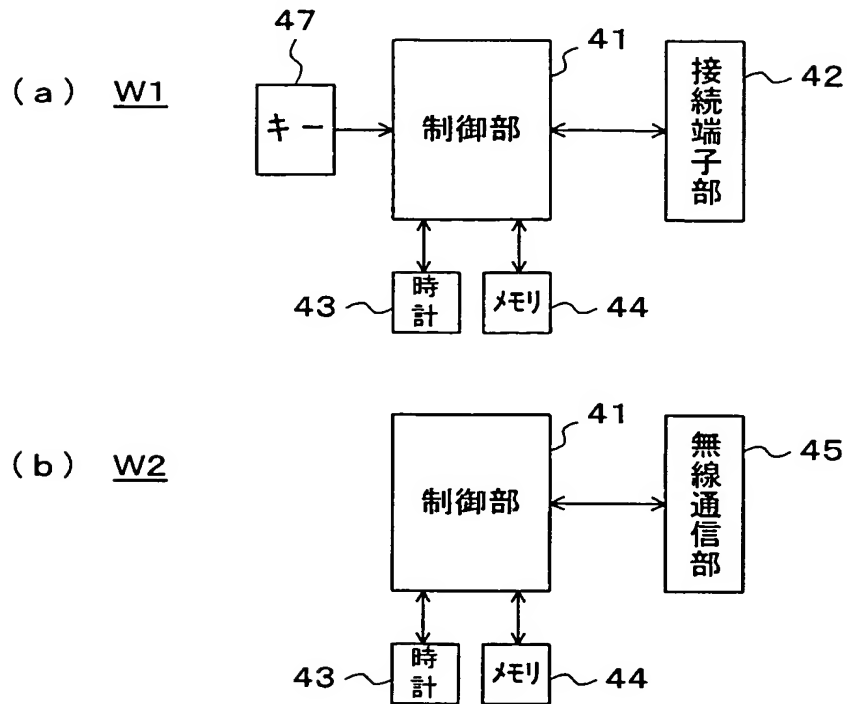 47
41
(a) W1
キー
制御部
接続端子部
42
43
時計
メモリ
44
41
(b) W2
制御部
無線通信部
45
43
時計
メモリ
44